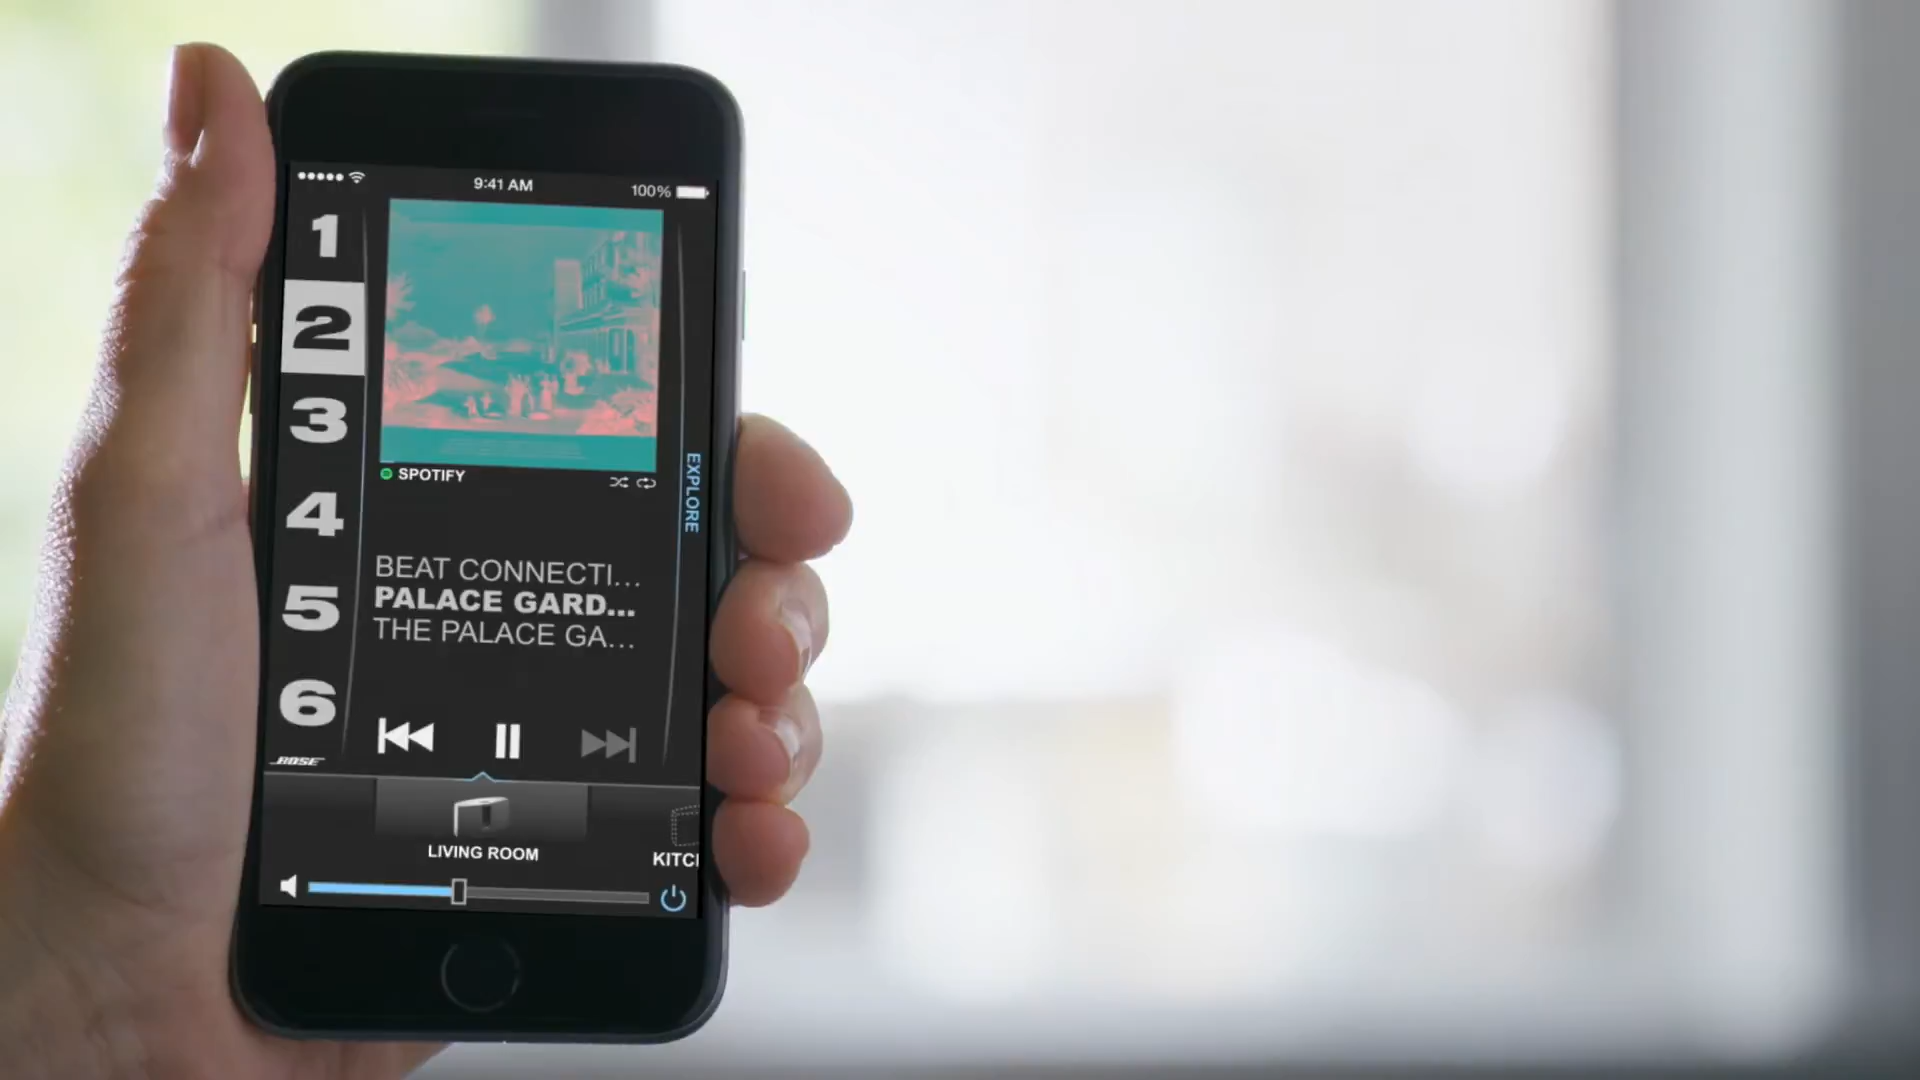 9:41 AM
100%
1
2
3
4
5
6
SPOTIFY
EXPLORE
BEAT CONNECTI...
PALACE GARD...
THE PALACE GA...
BOSE
LIVING ROOM
KITC